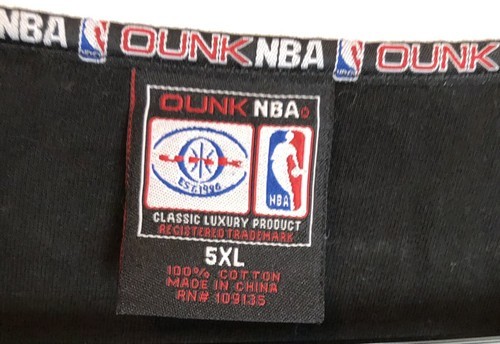 NBA OUNK NBA OUNK
OUNK NBA
EST. 1996
NBA
CLASSIC LUXURY PRODUCT
REGISTERED TRADEMARK
5XL
100% COTTON
MADE IN CHINA
RN# 109135